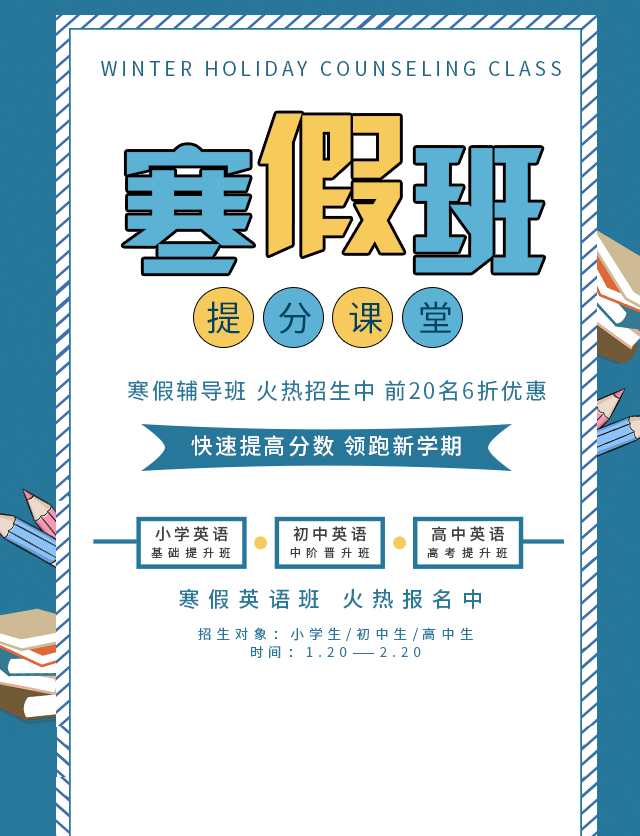 WINTER HOLIDAY COUNSELING CLASS
寒假班
提分课堂
寒假辅导班 火热招生中 前20名6折优惠
快速提高分数 领跑新学期
小学英语 初中英语 高中英语
基础提升班 中阶晋升班 高考提升班
寒假英语班 火热报名中
招生对象：小学生/初中生/高中生
时间：1.20——2.20